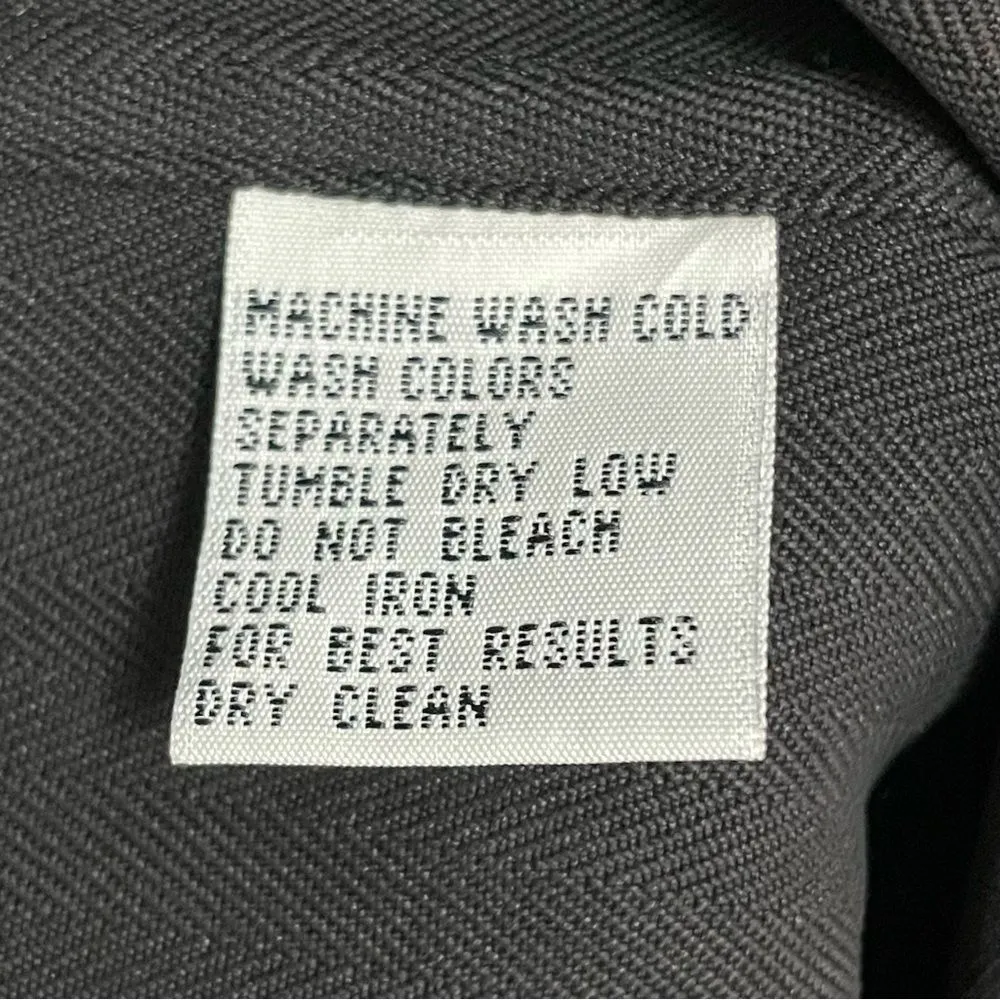 MACHINE WASH COLD
WASH COLORS
SEPARATELY
TUMBLE DRY LOW
DO NOT BLEACH
COOL IRON
FOR BEST RESULTS
DRY CLEAN